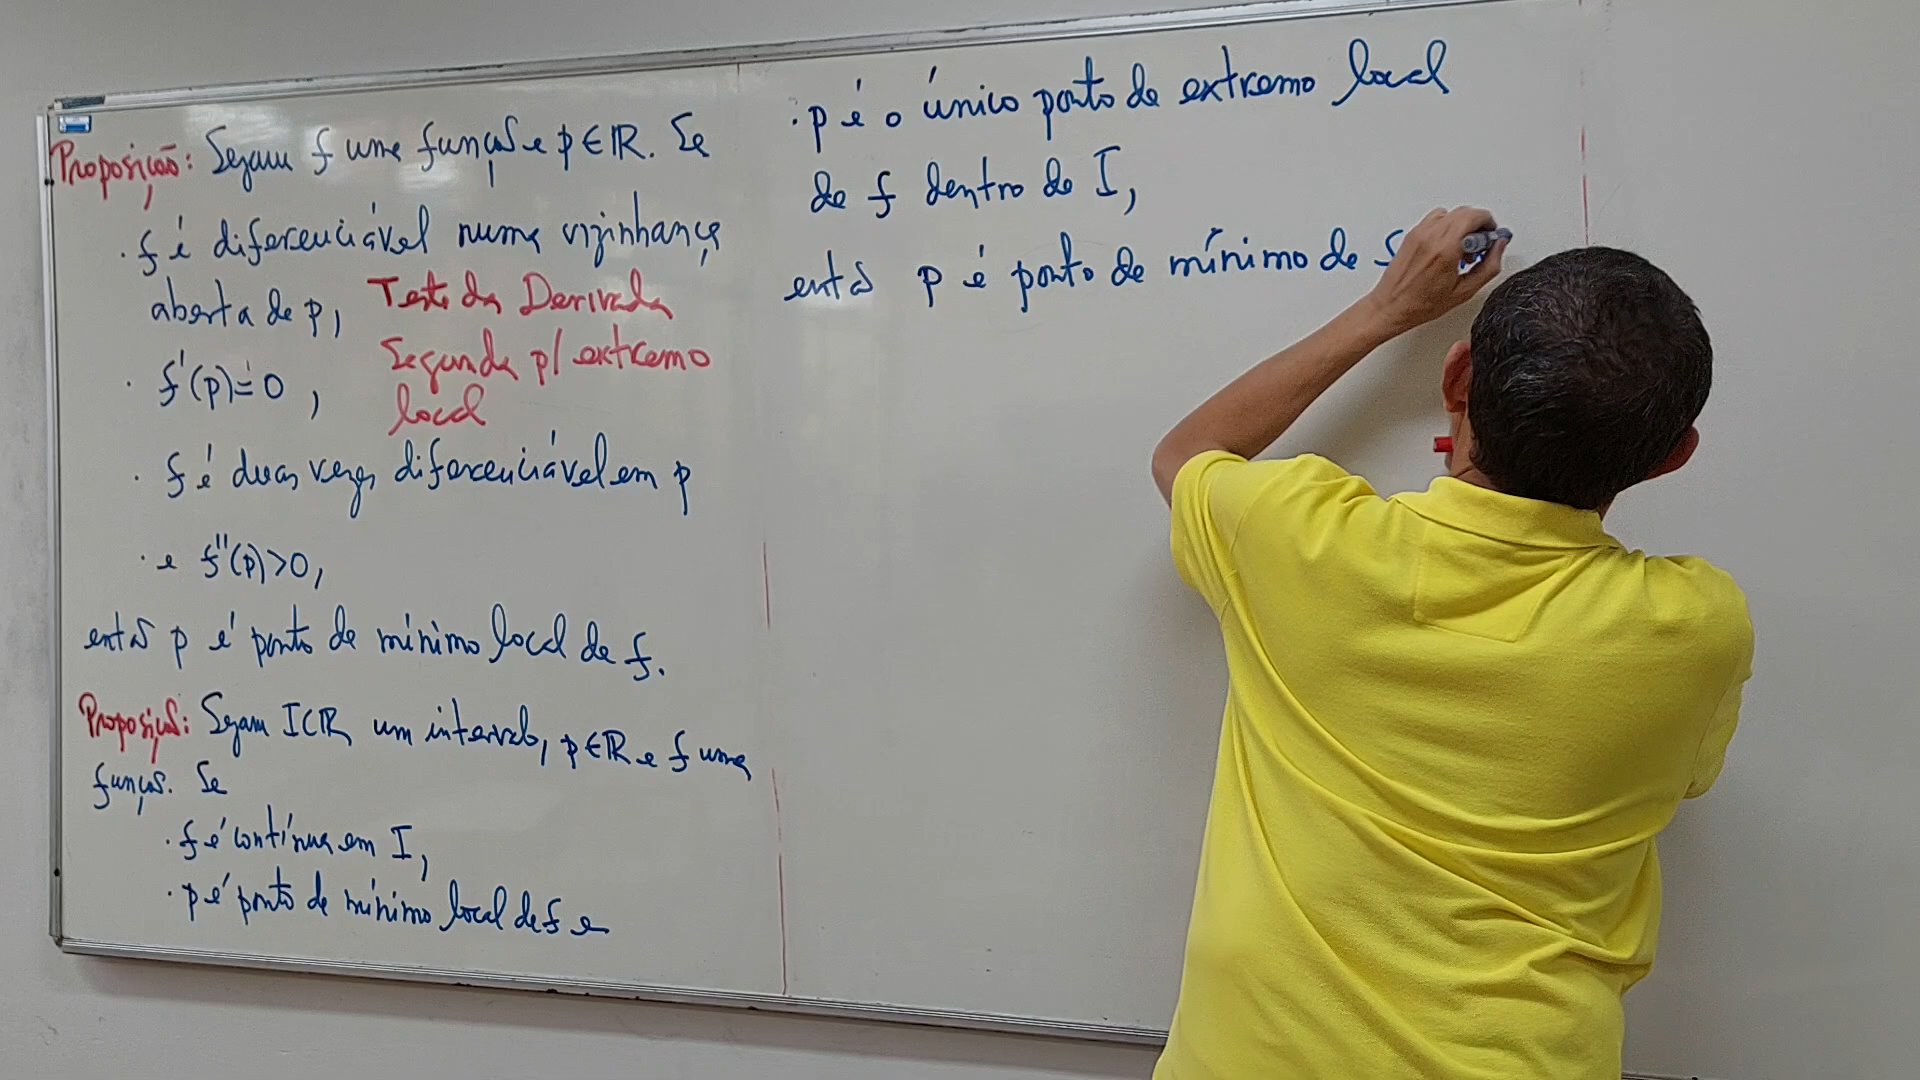 Proposição: Sejam f uma função e p∈ℝ. Se
· f é diferenciável numa vizinhança
aberta de p,
· f'(p)=0,
· f é duas vezes diferenciável em p
· e f''(p)>0,
então p é ponto de mínimo local de f.
Teste da Derivada
Segunda p/ extremo
local
Proposição: Sejam I⊂ℝ um intervalo, p∈ℝ e f uma
função. Se
· f é contínua em I,
· p é ponto de mínimo local de f e
· p é o único ponto de extremo local
de f dentro de I,
então p é ponto de mínimo de f